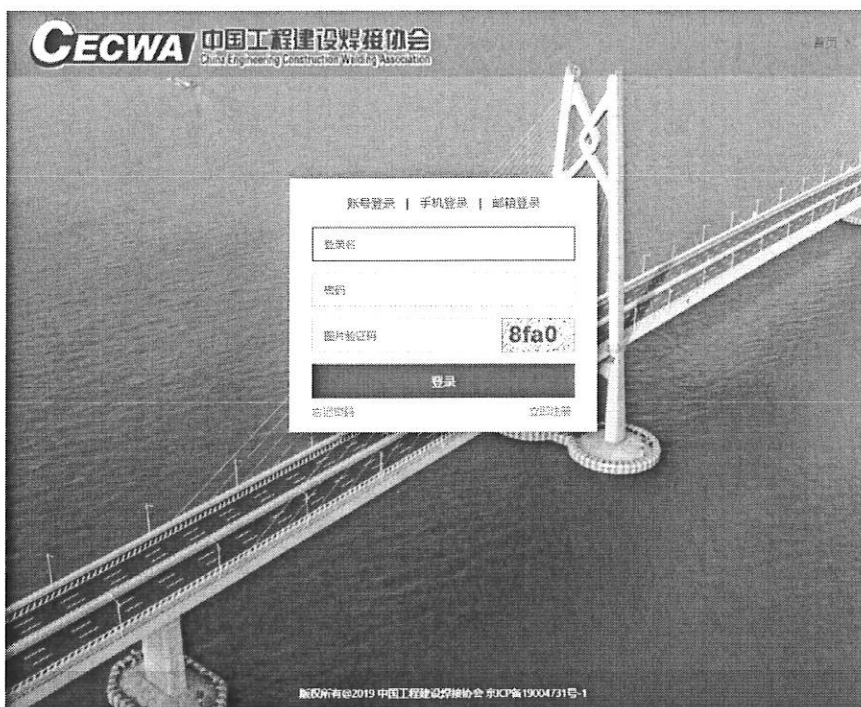 CECWA 中国工程建设焊接协会
China Engineering Construction Welding Association
首页
账号登录 | 手机登录 | 邮箱登录
登录名
密码
图片验证码 8fa0
登录
忘记密码 立即注册
版权所有@2019 中国工程建设焊接协会 京ICP备19004731号-1